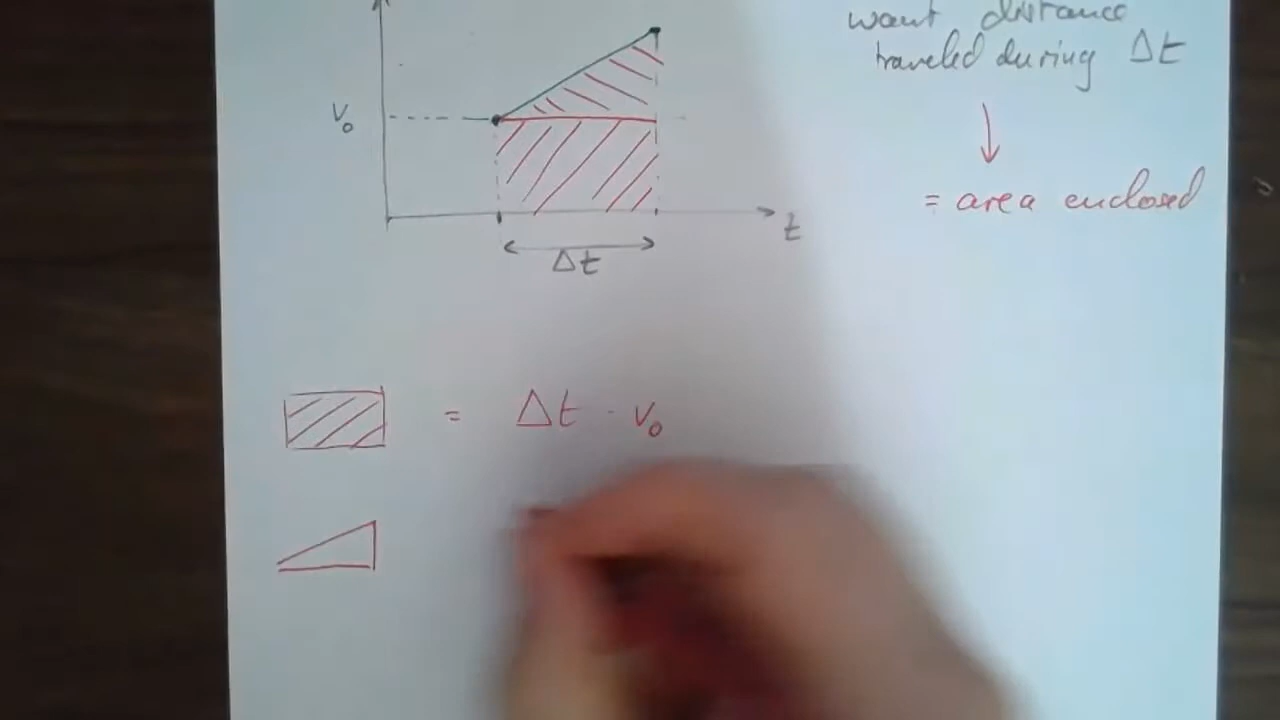 want distance
traveled during Δt
v₀
= area enclosed
t
Δt
= Δt · v₀